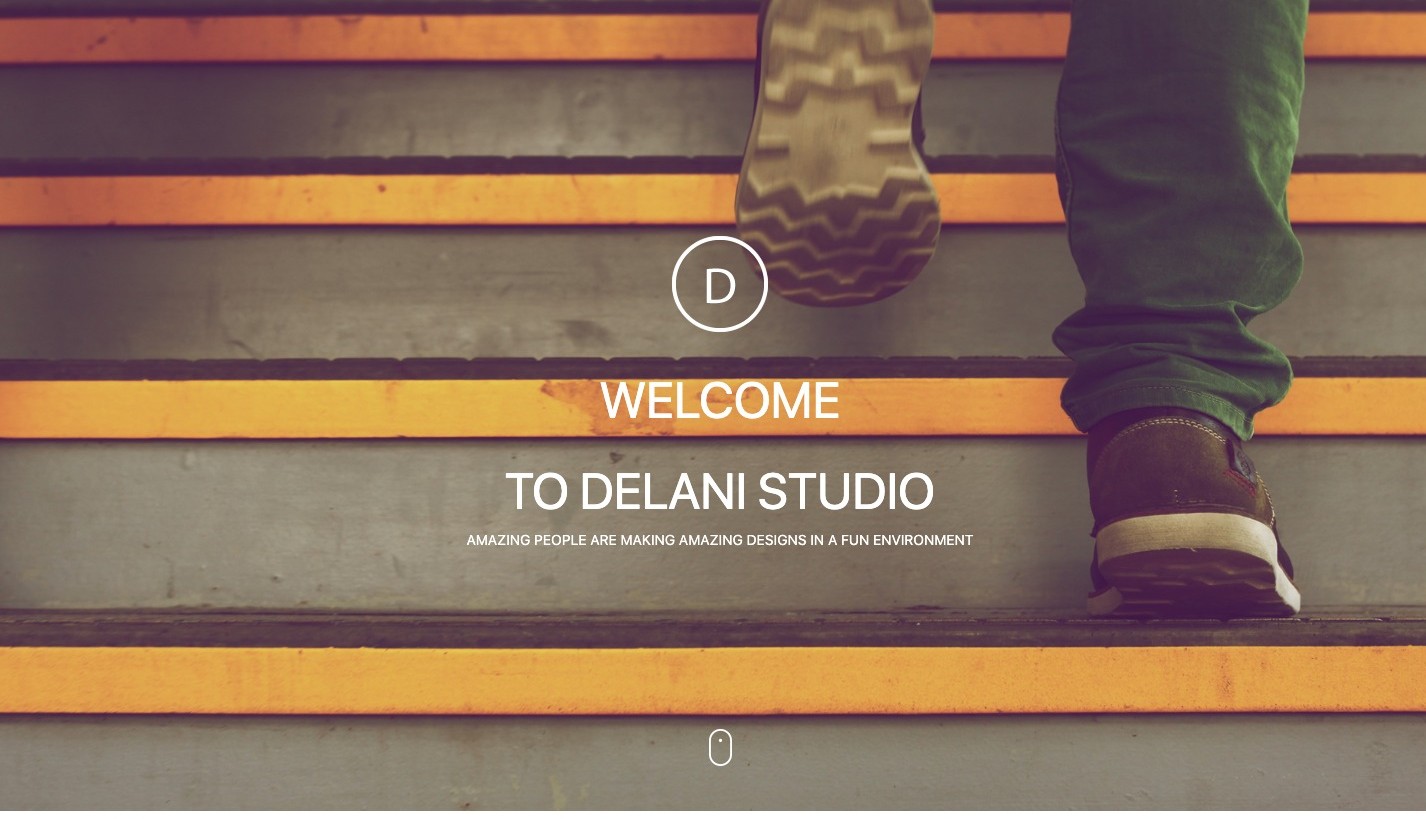 D
WELCOME
TO DELANI STUDIO
AMAZING PEOPLE ARE MAKING AMAZING DESIGNS IN A FUN ENVIRONMENT